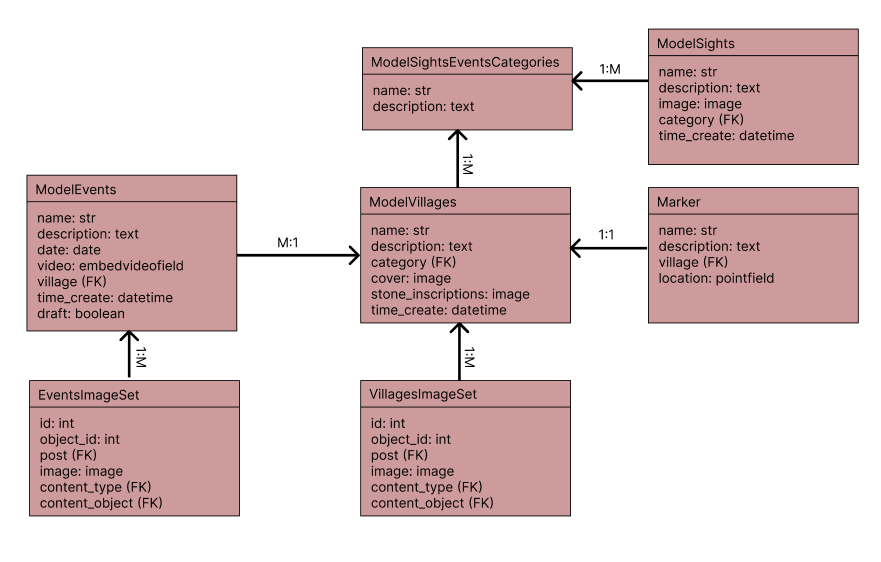 ModelSightsEventsCategories
name: str
description: text
1:M
ModelSights
name: str
description: text
image: image
category (FK)
time_create: datetime
1:M
ModelEvents
name: str
description: text
date: date
video: embedvideofield
village (FK)
time_create: datetime
draft: boolean
M:1
ModelVillages
name: str
description: text
category (FK)
cover: image
stone_inscriptions: image
time_create: datetime
1:1
Marker
name: str
description: text
village (FK)
location: pointfield
1:M
1:M
EventsImageSet
id: int
object_id: int
post (FK)
image: image
content_type (FK)
content_object (FK)
VillagesImageSet
id: int
object_id: int
post (FK)
image: image
content_type (FK)
content_object (FK)